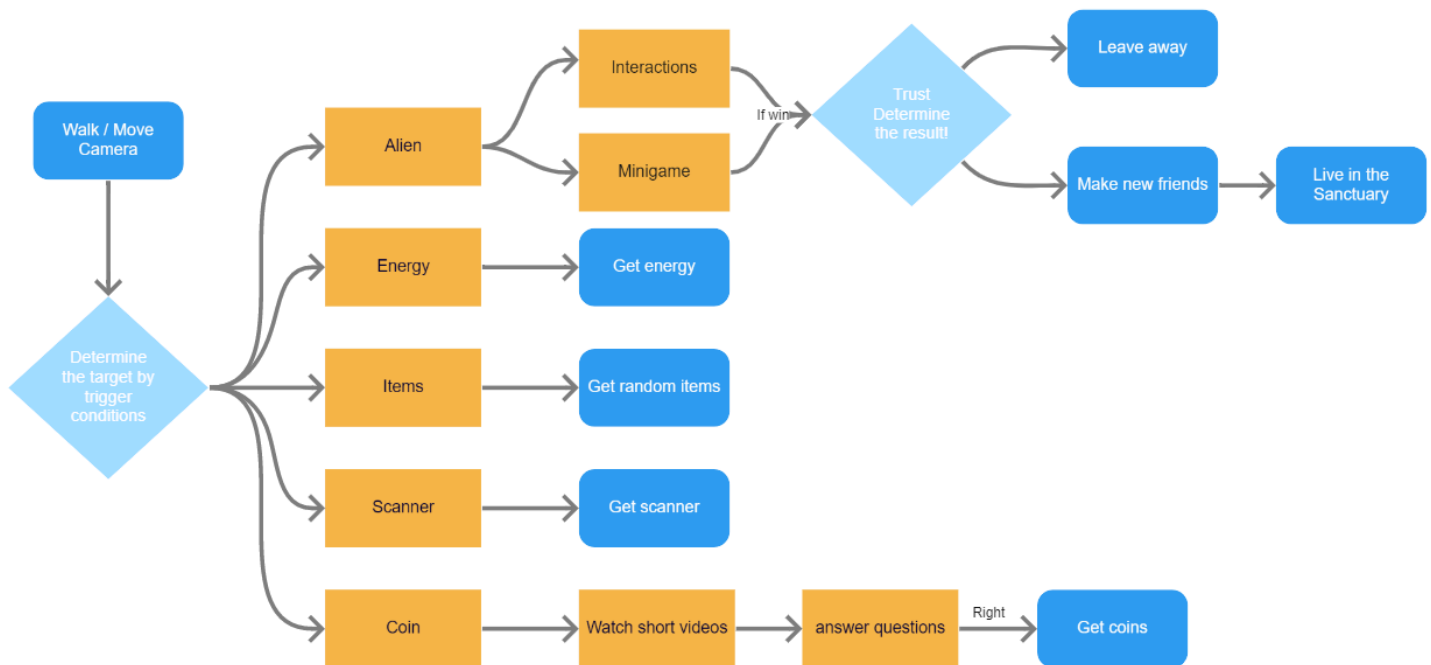 Walk / Move
Camera
Determine
the target by
trigger
conditions
Alien
Interactions
Minigame
If win
Trust
Determine
the result!
Leave away
Make new friends
Live in the
Sanctuary
Energy
Get energy
Items
Get random items
Scanner
Get scanner
Coin
Watch short videos
answer questions
Right
Get coins